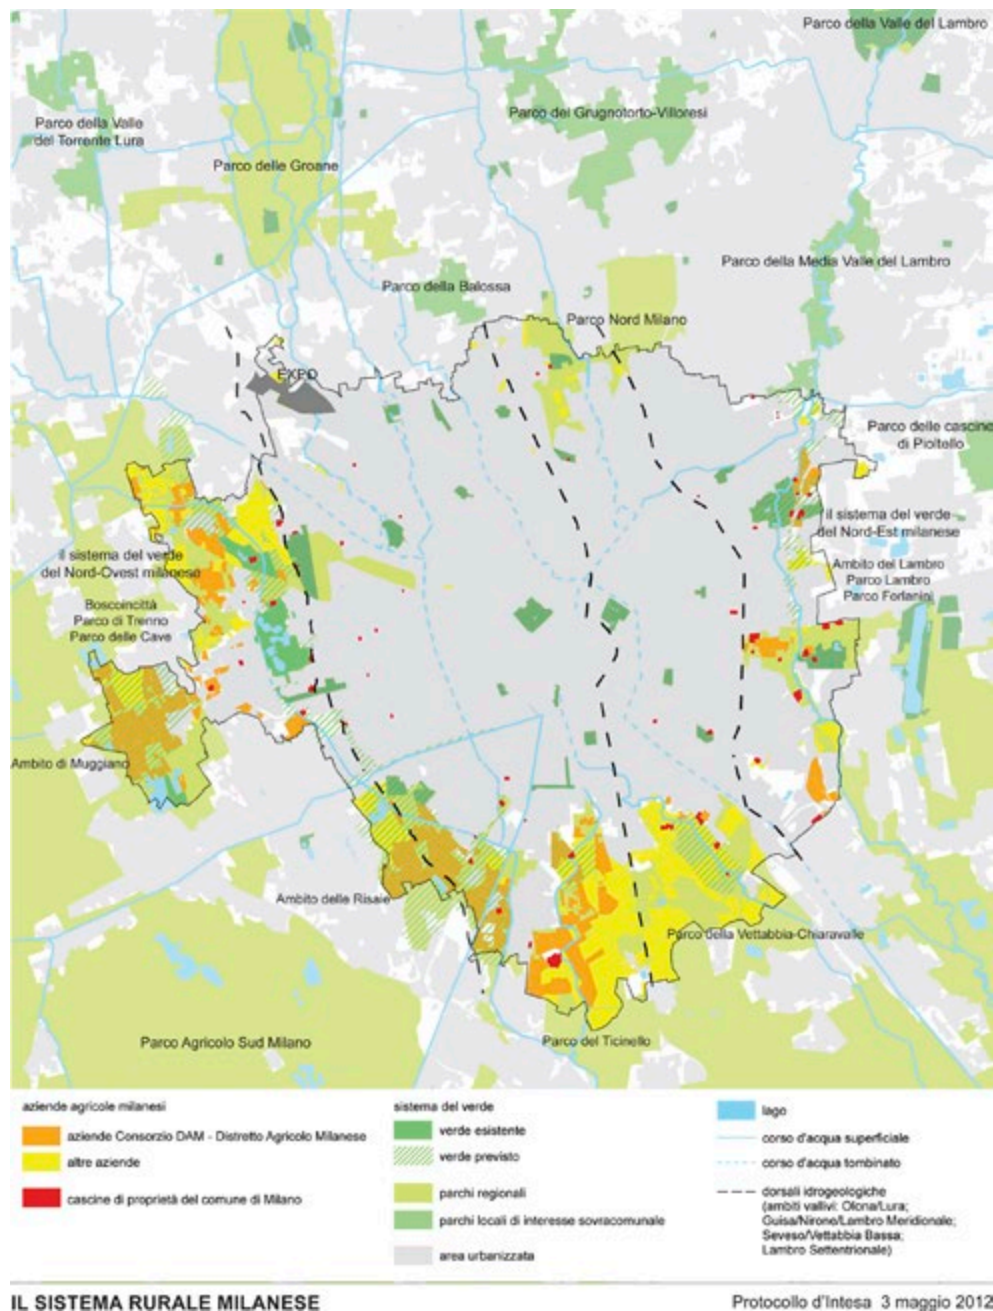 Parco della Valle del Lambro
Parco della Valle
del Torrente Lura
Parco dei Grugnotorto-Villoresi
Parco delle Groane
Parco della Media Valle del Lambro
Parco della Balossa
Parco Nord Milano
EXPO
Parco delle cascine
di Pioltello
il sistema del verde
del Nord-Est milanese
il sistema del verde
del Nord-Ovest milanese
Ambito del Lambro
Parco Lambro
Parco Forlanini
Boscoincittà
Parco di Trenno
Parco delle Cave
Ambito di Muggiano
Ambito delle Risaie
Parco della Vettabbia-Chiaravalle
Parco Agricolo Sud Milano
Parco del Ticinello
aziende agricole milanesi
aziende Consorzio DAM - Distretto Agricolo Milanese
altre aziende
cascine di proprietà del comune di Milano
sistema del verde
verde esistente
verde previsto
parchi regionali
parchi locali di interesse sovracomunale
area urbanizzata
lago
corso d'acqua superficiale
corso d'acqua tombinato
dorsali idrogeologiche
(ambiti vallivi: Olona/Lura;
Guisa/Nirone/Lambro Meridionale;
Seveso/Vettabbia Bassa;
Lambro Settentrionale)
IL SISTEMA RURALE MILANESE
Protocollo d'Intesa 3 maggio 2012